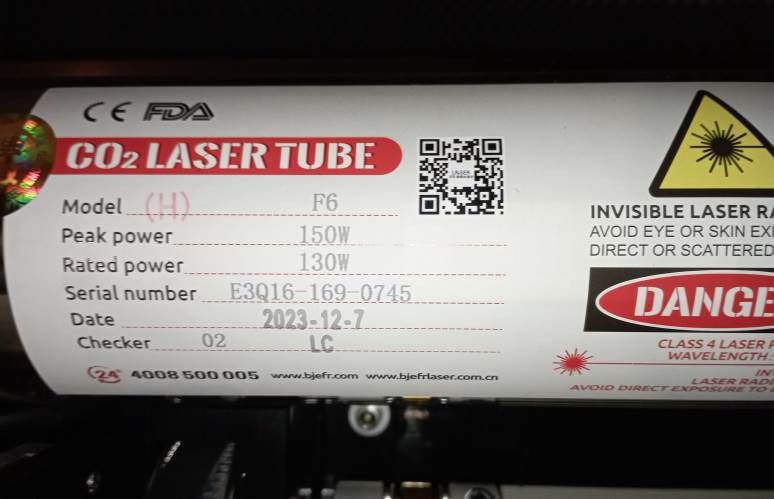 CE FDA
CO2 LASER TUBE
Model (H) F6
Peak power 150W
Rated power 130W
Serial number E3Q16-169-0745
Date 2023-12-7
Checker 02 LC
24 4008 500 005 www.bjefr.com www.bjefrlaser.com.cn
INVISIBLE LASER RA
AVOID EYE OR SKIN EX
DIRECT OR SCATTERED
DANGE
CLASS 4 LASER P
WAVELENGTH
INV
LASER RAD
AVOID DIRECT EXPOSURE TO